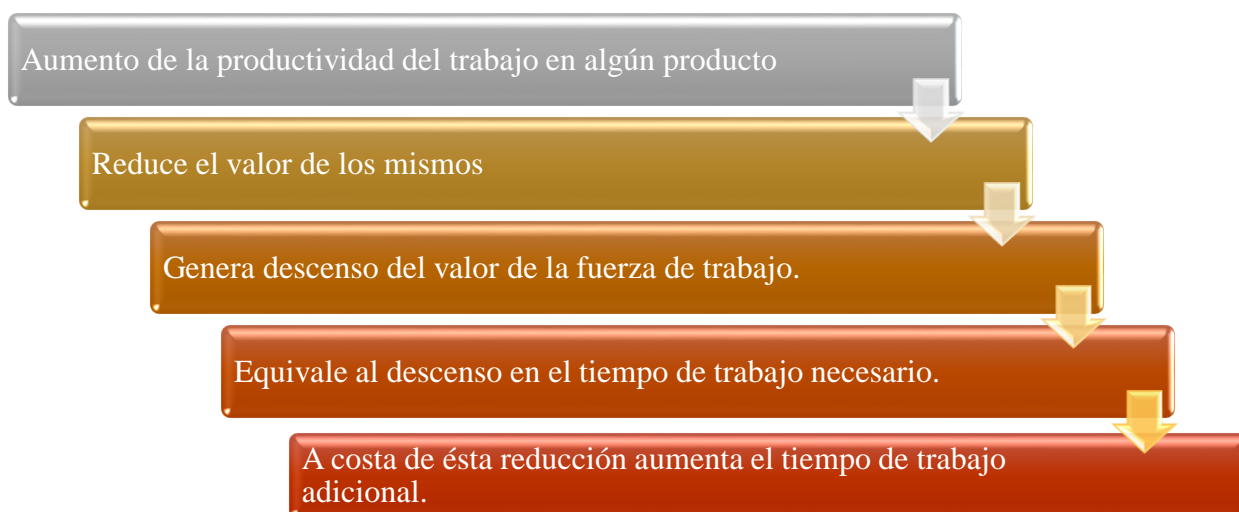 Aumento de la productividad del trabajo en algún producto
Reduce el valor de los mismos
Genera descenso del valor de la fuerza de trabajo.
Equivale al descenso en el tiempo de trabajo necesario.
A costa de ésta reducción aumenta el tiempo de trabajo
adicional.